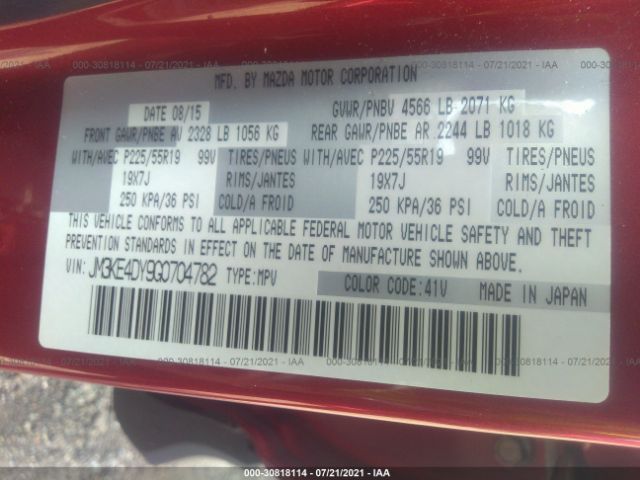 000-30818114 - 07/21/2021 - IAA
MFD. BY MAZDA MOTOR CORPORATION
DATE 08/15
GVWR/PNBV 4566 LB 2071 KG
FRONT GAWR/PNBE AV 2328 LB 1056 KG
REAR GAWR/PNBE AR 2244 LB 1018 KG
WITH/AVEC P225/55R19 99V TIRES/PNEUS WITH/AVEC P225/55R19 99V TIRES/PNEUS
19X7J RIMS/JANTES 19X7J RIMS/JANTES
250 KPA/36 PSI COLD/A FROID 250 KPA/36 PSI COLD/A FROID
THIS VEHICLE CONFORMS TO ALL APPLICABLE FEDERAL MOTOR VEHICLE SAFETY AND THEFT
PREVENTION STANDARDS IN EFFECT ON THE DATE OF MANUFACTURE SHOWN ABOVE.
VIN: JM3KE4DY9G0704782 TYPE:MPV
COLOR CODE:41V MADE IN JAPAN
000-30818114 - 07/21/2021 - IAA
000-30818114 - 07/21/2021 - IAA